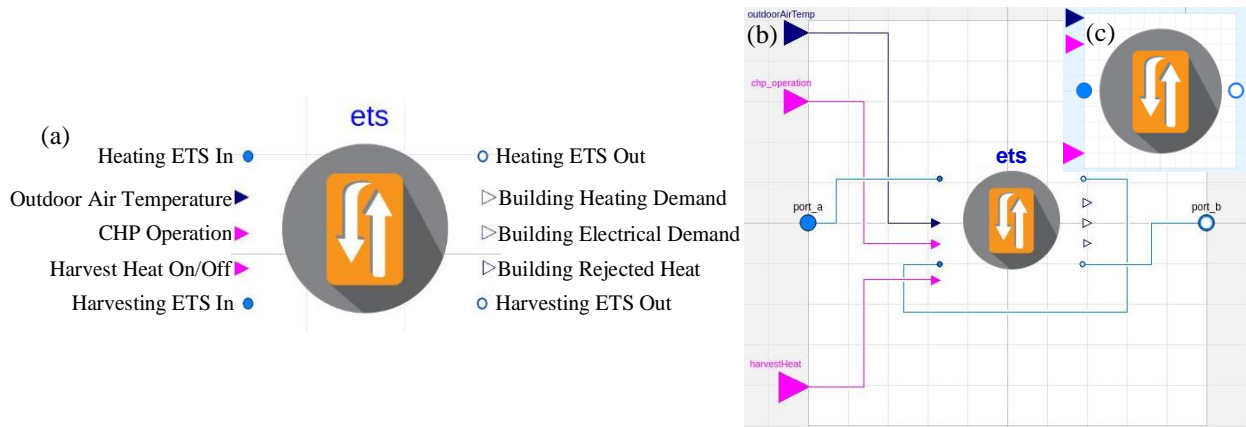 (a)
ets
Heating ETS In
Outdoor Air Temperature
CHP Operation
Harvest Heat On/Off
Harvesting ETS In
Heating ETS Out
Building Heating Demand
Building Electrical Demand
Building Rejected Heat
Harvesting ETS Out
(b)
outdoorAirTemp
chp_operation
port_a
ets
port_b
harvestHeat
(c)